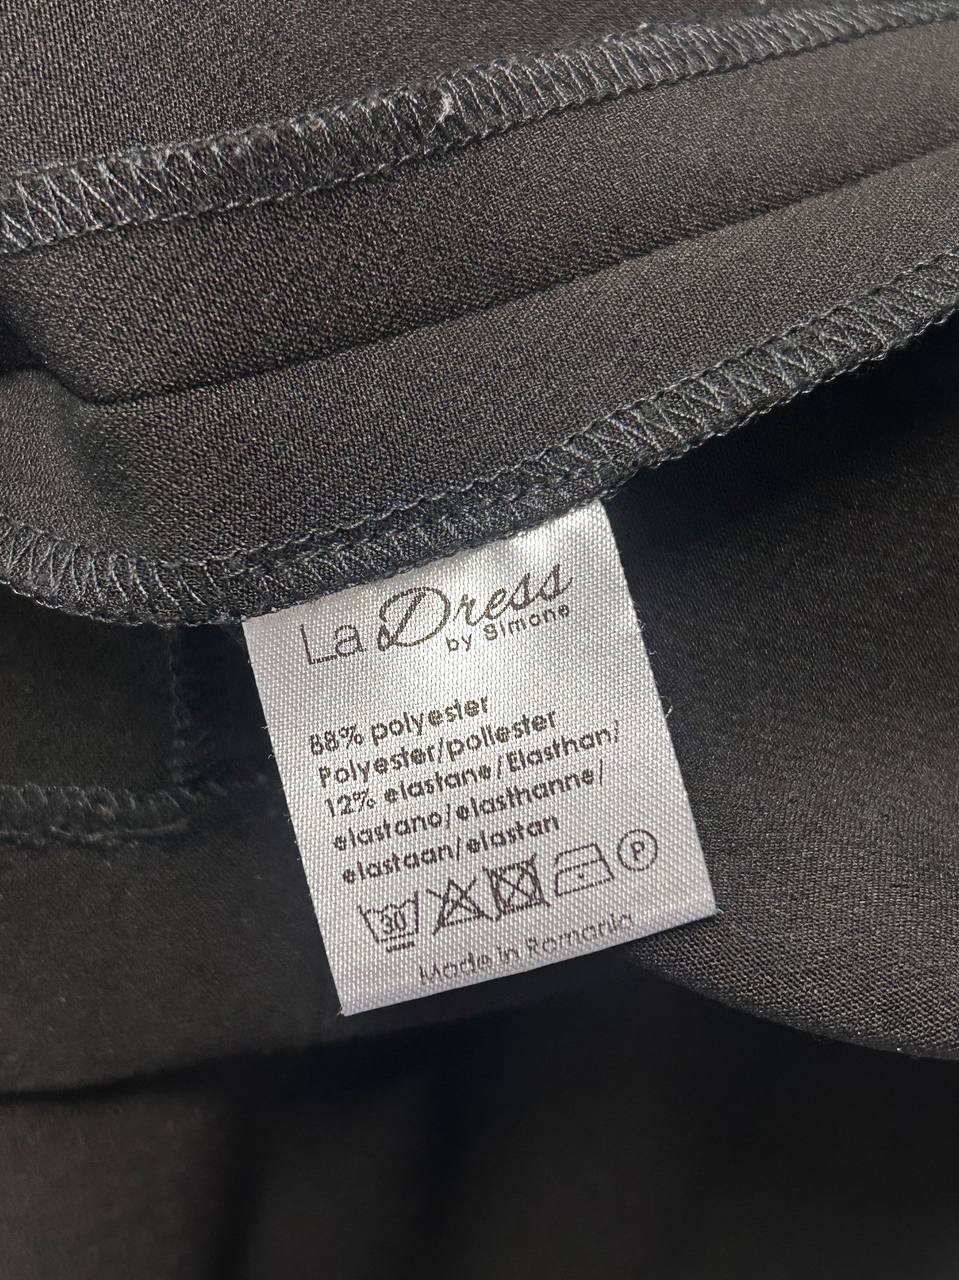 La Dress
by Simone
88% polyester
Polyester/poliester
12% elastane/Elasthan/
elastano/elasthanne/
elastaan/elastan
30
P
Made in Romania